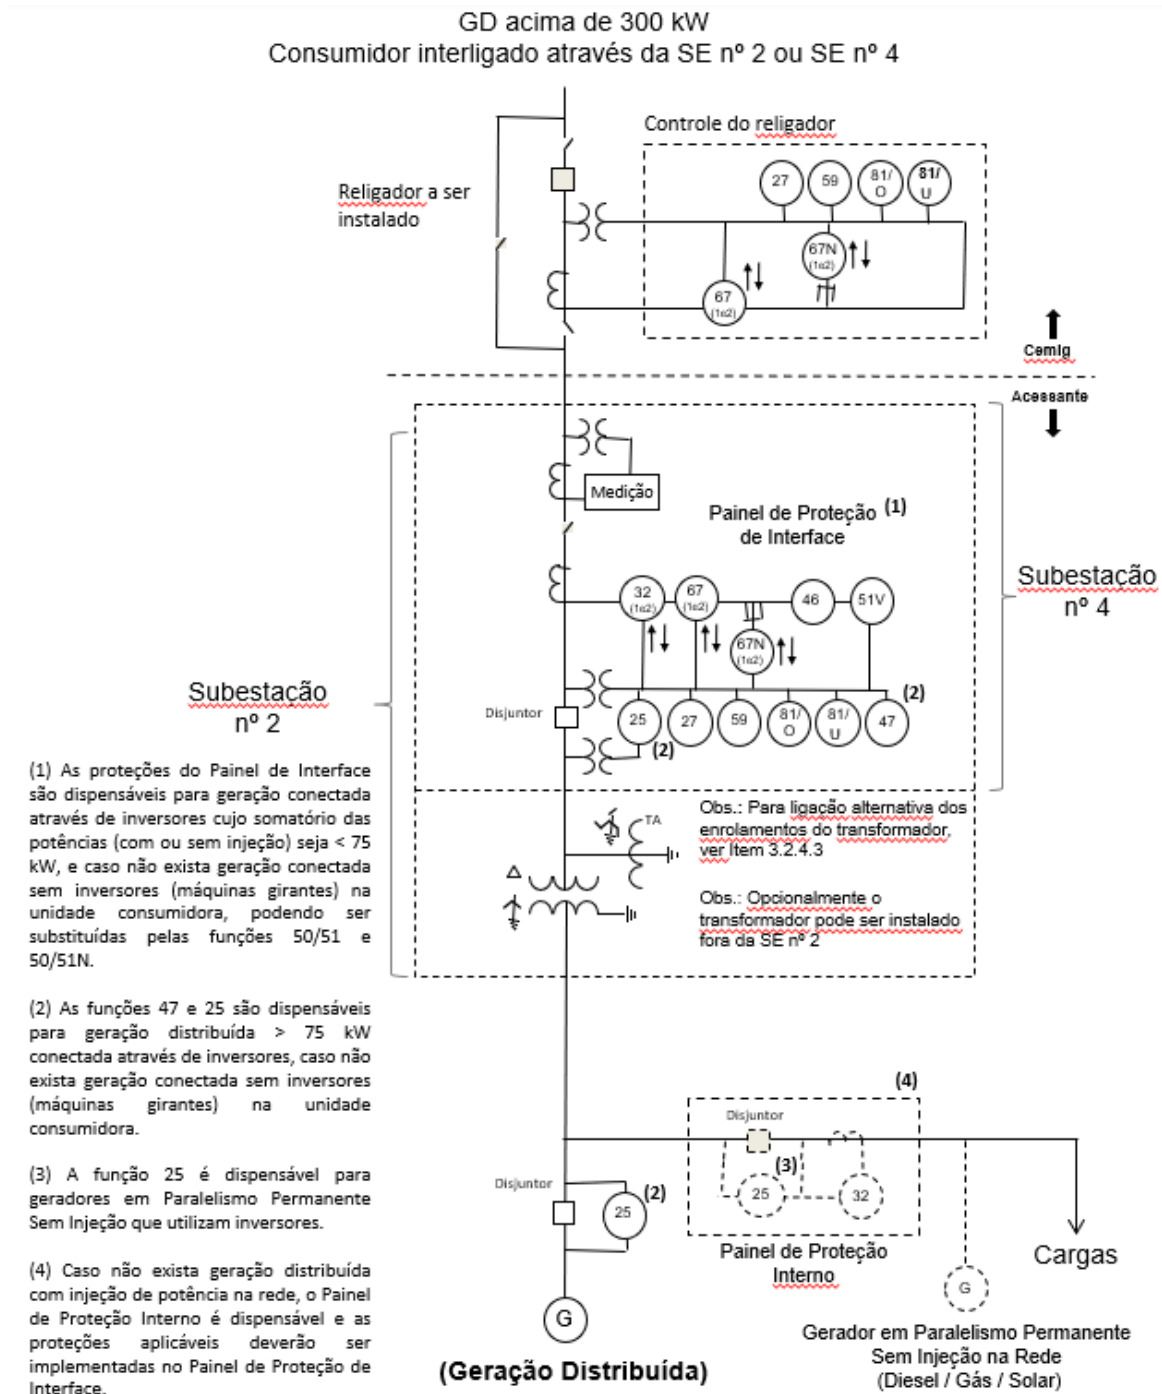 GD acima de 300 kW
Consumidor interligado através da SE nº 2 ou SE nº 4
Controle do religador
Religador a ser
instalado
27
59
81/
O
81/
U
67N
(1e2)
67
(1e2)
Cemig
Acessante
Medição
Painel de Proteção (1)
de Interface
32
(1e2)
67
(1e2)
46
51V
67N
(1e2)
Subestação
nº 4
Subestação
nº 2
Disjuntor
25
27
59
81/
O
81/
U
47
(2)
(2)
TA
Obs.: Para ligação alternativa dos
enrolamentos do transformador,
ver Item 3.2.4.3
Obs.: Opcionalmente o
transformador pode ser instalado
fora da SE nº 2
(1) As proteções do Painel de Interface
são dispensáveis para geração conectada
através de inversores cujo somatório das
potências (com ou sem injeção) seja < 75
kW, e caso não exista geração conectada
sem inversores (máquinas girantes) na
unidade consumidora, podendo ser
substituídas pelas funções 50/51 e
50/51N.
(2) As funções 47 e 25 são dispensáveis
para geração distribuída > 75 kW
conectada através de inversores, caso não
exista geração conectada sem inversores
(máquinas girantes) na unidade
consumidora.
(3) A função 25 é dispensável para
geradores em Paralelismo Permanente
Sem Injeção que utilizam inversores.
(4) Caso não exista geração distribuída
com injeção de potência na rede, o Painel
de Proteção Interno é dispensável e as
proteções aplicáveis deverão ser
implementadas no Painel de Proteção de
Interface.
(4)
Disjuntor
(3)
25
32
Painel de Proteção
Interno
Disjuntor
25
(2)
Cargas
G
G
(Geração Distribuída)
Gerador em Paralelismo Permanente
Sem Injeção na Rede
(Diesel / Gás / Solar)